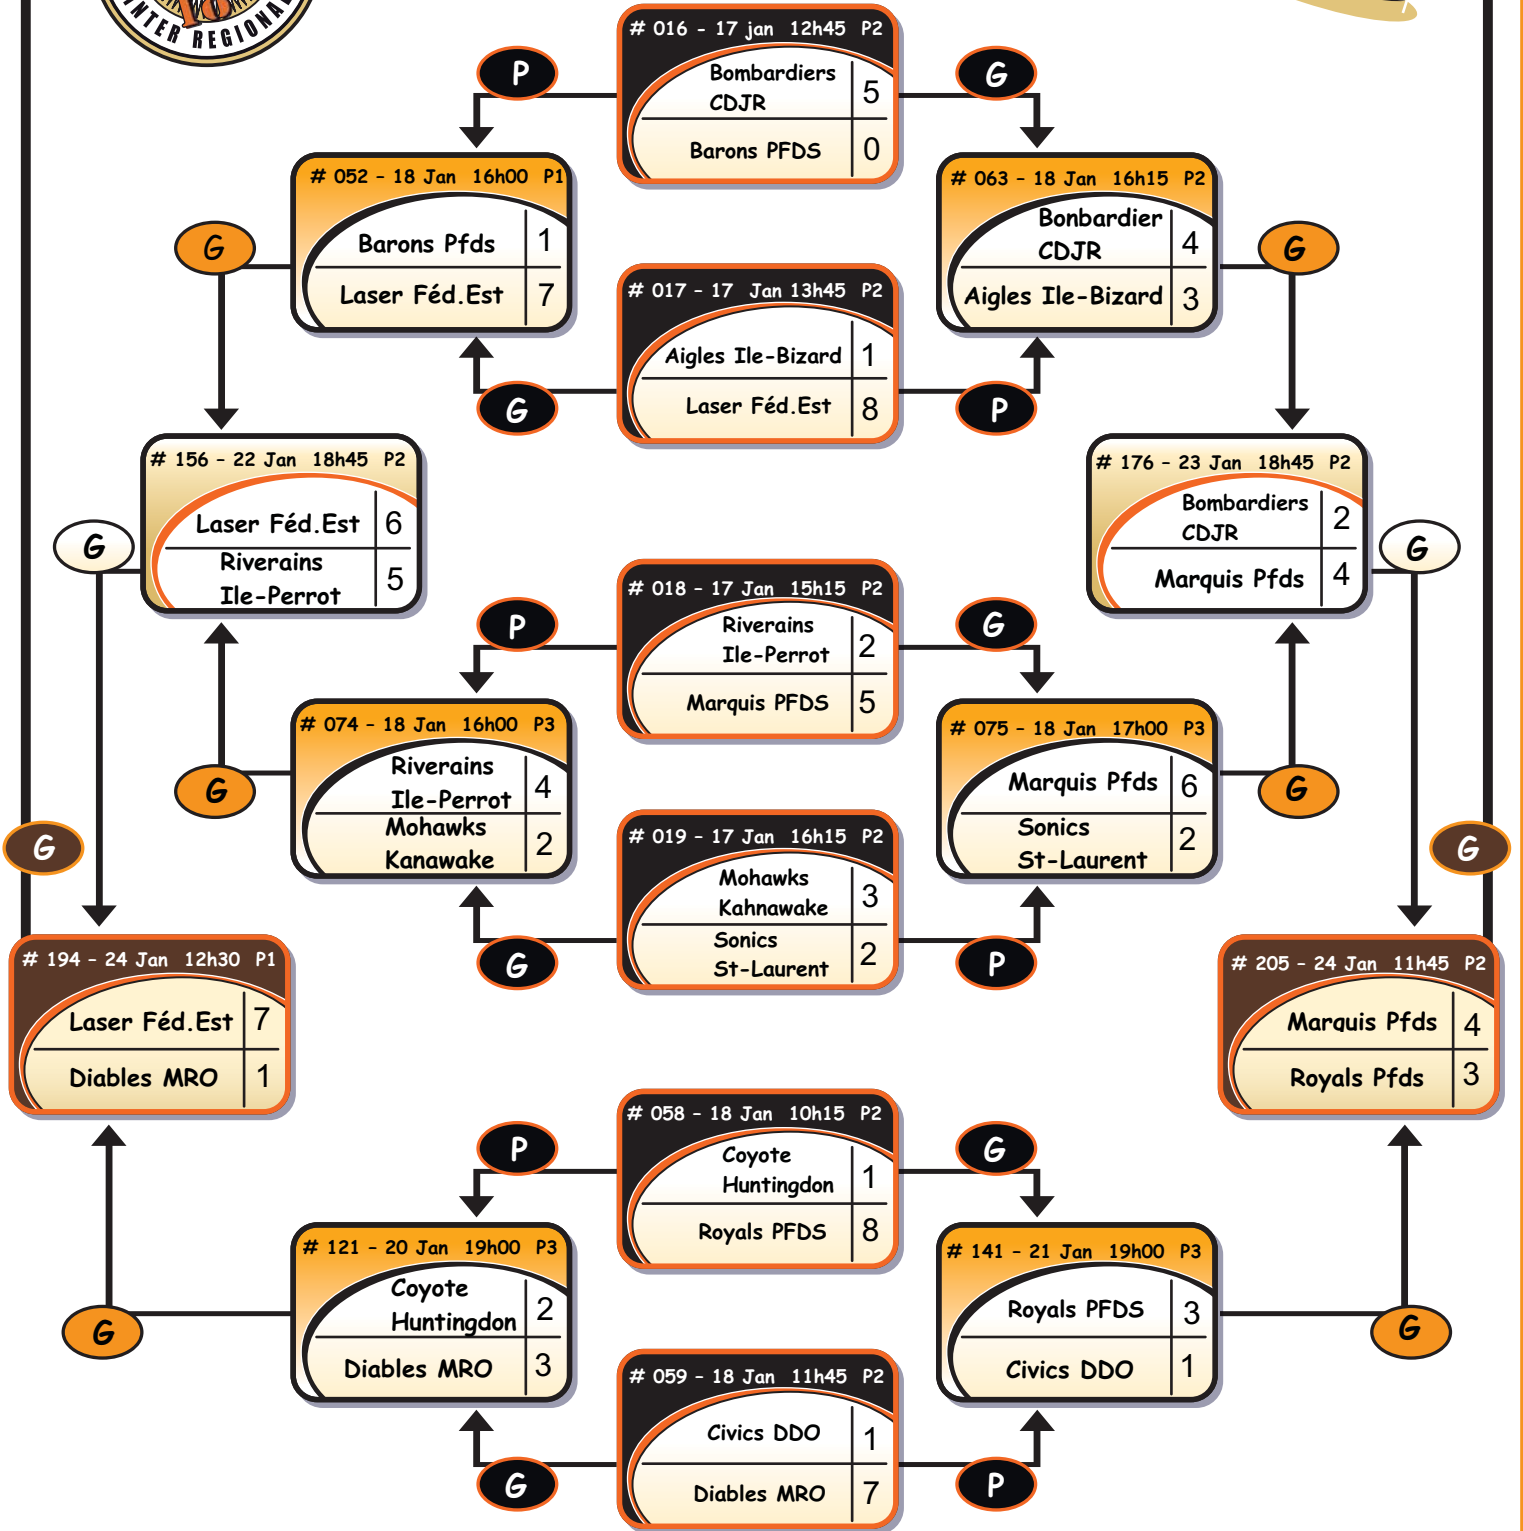 18
INTER REGIONAL
# 016 - 17 jan 12h45 P2
Bombardiers
CDJR
5
Barons PFDS
0
P
G
# 052 - 18 Jan 16h00 P1
Barons Pfds
1
Laser Féd.Est
7
# 063 - 18 Jan 16h15 P2
Bonbardier
CDJR
4
Aigles Ile-Bizard
3
G
G
# 017 - 17 Jan 13h45 P2
Aigles Ile-Bizard
1
Laser Féd.Est
8
G
P
# 156 - 22 Jan 18h45 P2
Laser Féd.Est
6
Riverains
Ile-Perrot
5
# 176 - 23 Jan 18h45 P2
Bombardiers
CDJR
2
Marquis Pfds
4
G
G
# 018 - 17 Jan 15h15 P2
Riverains
Ile-Perrot
2
Marquis PFDS
5
P
G
# 074 - 18 Jan 16h00 P3
Riverains
Ile-Perrot
4
Mohawks
Kanawake
2
# 075 - 18 Jan 17h00 P3
Marquis Pfds
6
Sonics
St-Laurent
2
G
G
# 019 - 17 Jan 16h15 P2
Mohawks
Kahnawake
3
Sonics
St-Laurent
2
G
G
G
P
# 194 - 24 Jan 12h30 P1
Laser Féd.Est
7
Diables MRO
1
# 205 - 24 Jan 11h45 P2
Marquis Pfds
4
Royals Pfds
3
# 058 - 18 Jan 10h15 P2
Coyote
Huntingdon
1
Royals PFDS
8
P
G
# 121 - 20 Jan 19h00 P3
Coyote
Huntingdon
2
Diables MRO
3
# 141 - 21 Jan 19h00 P3
Royals PFDS
3
Civics DDO
1
G
G
# 059 - 18 Jan 11h45 P2
Civics DDO
1
Diables MRO
7
G
P